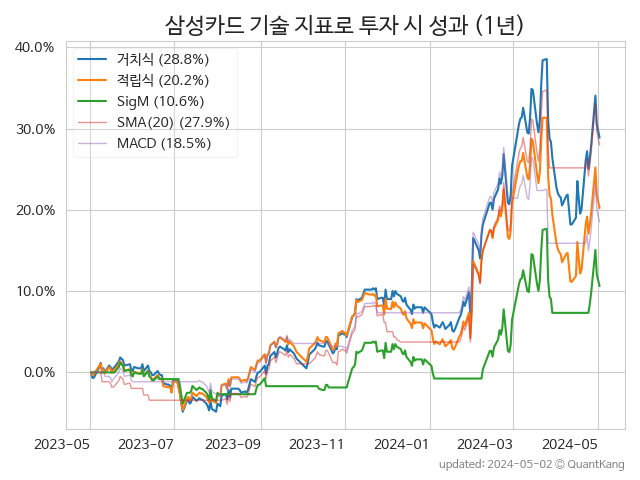 삼성카드 기술 지표로 투자 시 성과 (1년)
40.0%
30.0%
20.0%
10.0%
0.0%
거치식 (28.8%)
적립식 (20.2%)
SigM (10.6%)
SMA(20) (27.9%)
MACD (18.5%)
2023-05 2023-07 2023-09 2023-11 2024-01 2024-03 2024-05
updated: 2024-05-02 © QuantKang